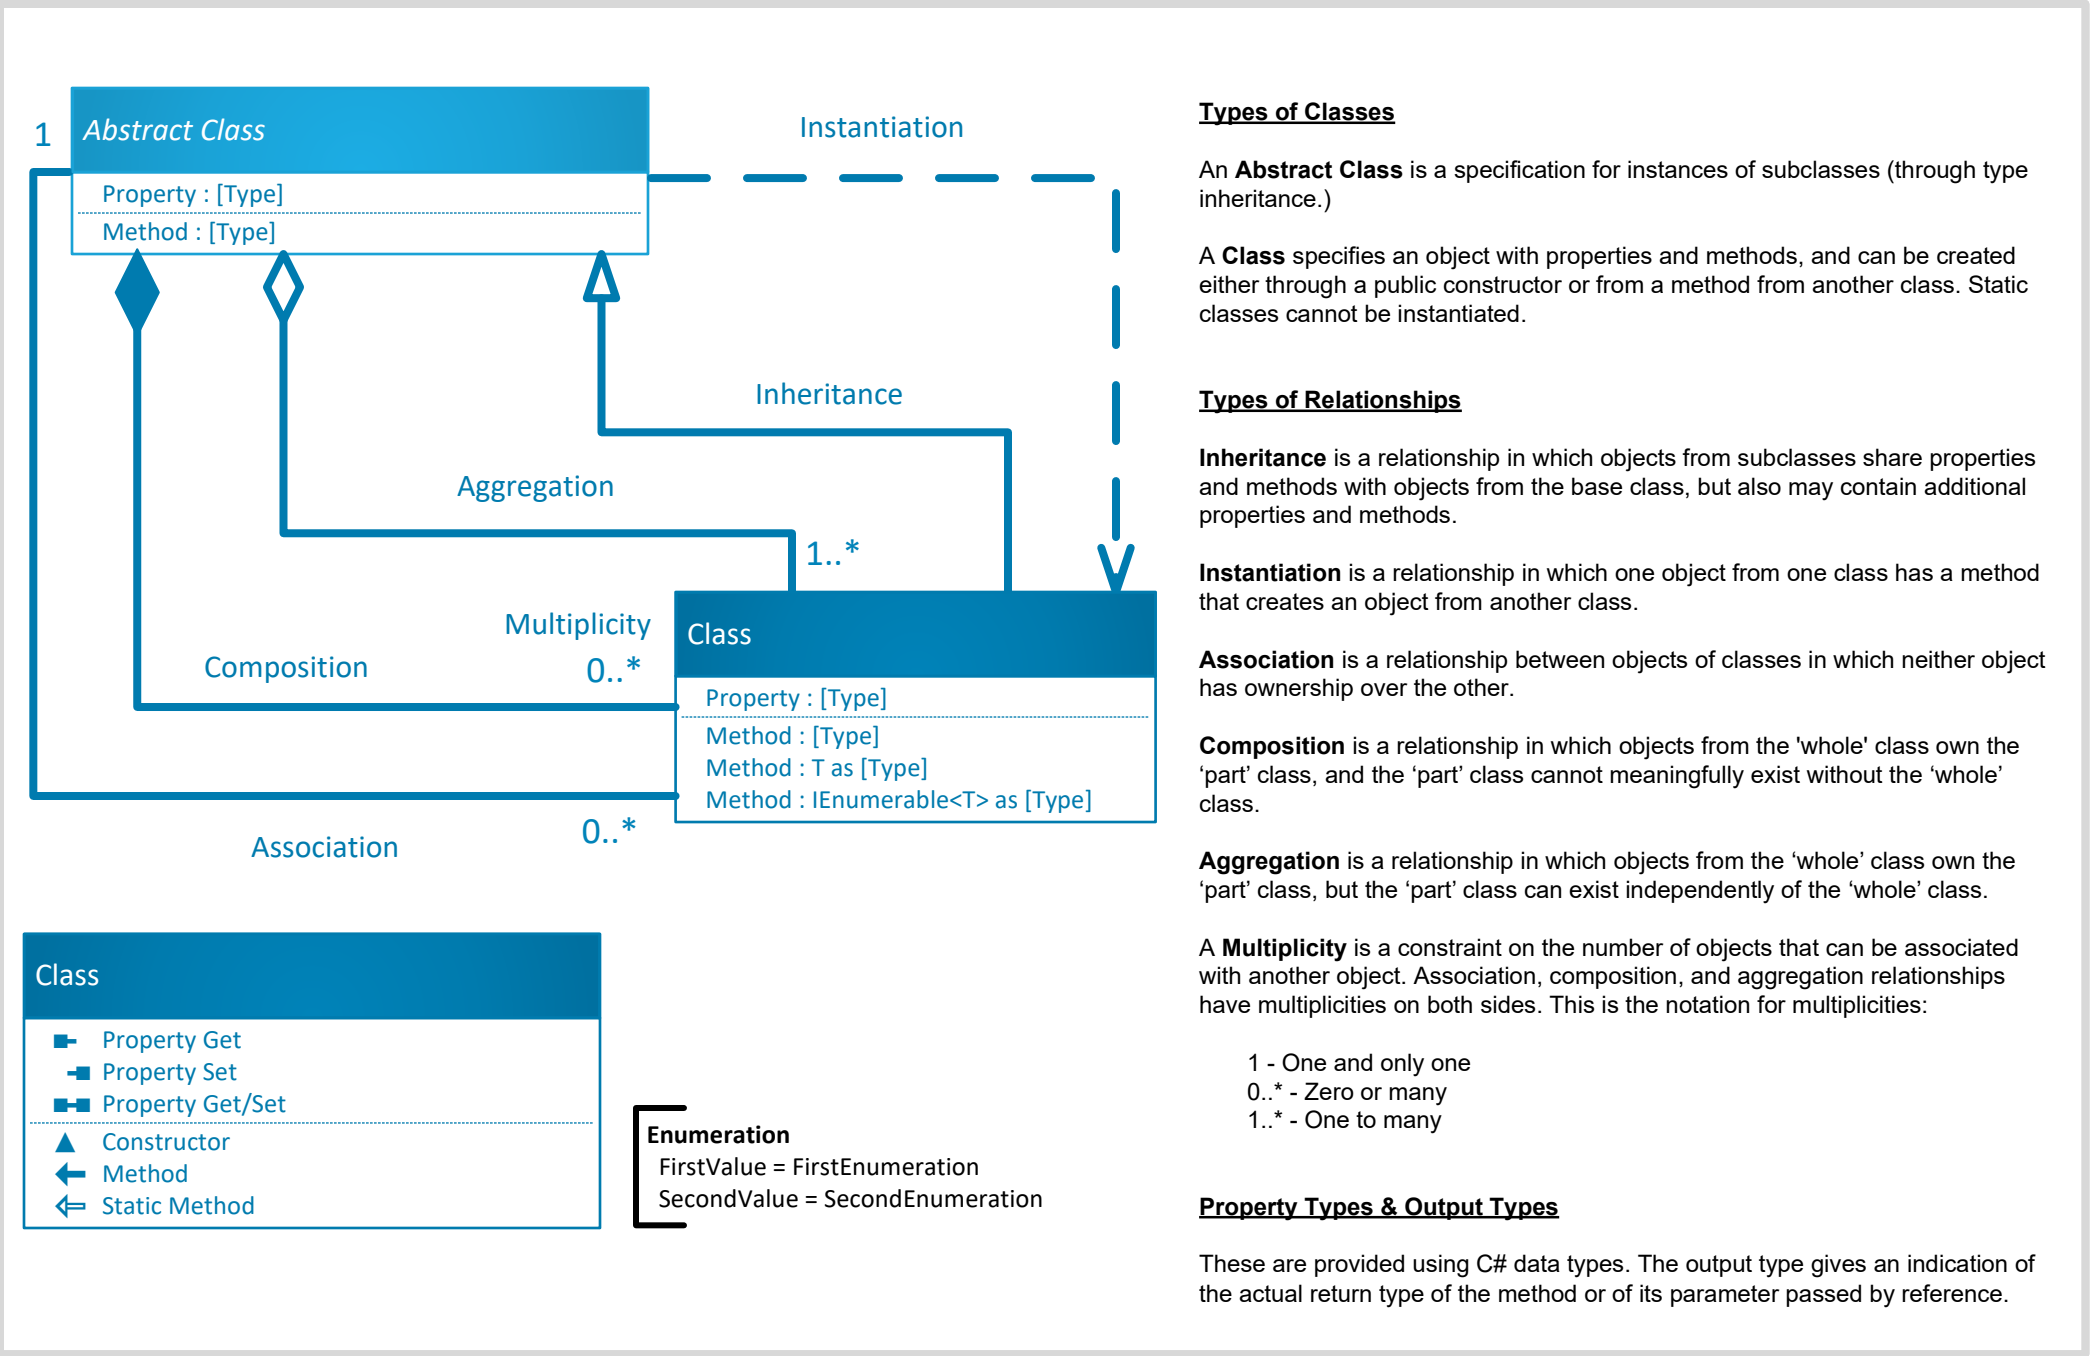 1
Abstract Class
Property : [Type]
Method : [Type]
Instantiation
Inheritance
Aggregation
1..*
Multiplicity
0..*
Composition
Class
Property : [Type]
Method : [Type]
Method : T as [Type]
Method : IEnumerable<T> as [Type]
0..*
Association
Class
Property Get
Property Set
Property Get/Set
Constructor
Method
Static Method
Enumeration
FirstValue = FirstEnumeration
SecondValue = SecondEnumeration
Types of Classes
An Abstract Class is a specification for instances of subclasses (through type
inheritance.)
A Class specifies an object with properties and methods, and can be created
either through a public constructor or from a method from another class. Static
classes cannot be instantiated.
Types of Relationships
Inheritance is a relationship in which objects from subclasses share properties
and methods with objects from the base class, but also may contain additional
properties and methods.
Instantiation is a relationship in which one object from one class has a method
that creates an object from another class.
Association is a relationship between objects of classes in which neither object
has ownership over the other.
Composition is a relationship in which objects from the 'whole' class own the
‘part’ class, and the ‘part’ class cannot meaningfully exist without the ‘whole’
class.
Aggregation is a relationship in which objects from the ‘whole’ class own the
‘part’ class, but the ‘part’ class can exist independently of the ‘whole’ class.
A Multiplicity is a constraint on the number of objects that can be associated
with another object. Association, composition, and aggregation relationships
have multiplicities on both sides. This is the notation for multiplicities:
1 - One and only one
0..* - Zero or many
1..* - One to many
Property Types & Output Types
These are provided using C# data types. The output type gives an indication of
the actual return type of the method or of its parameter passed by reference.